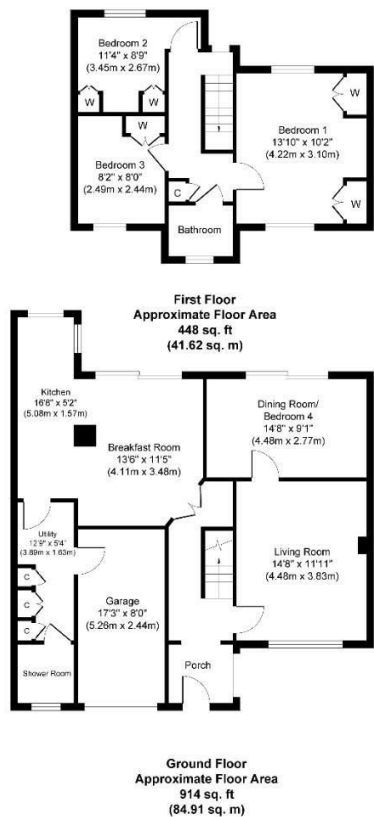 Bedroom 2
11'4" x 8'9"
(3.45m x 2.67m)
W
W
W
Bedroom 3
8'2" x 8'0"
(2.49m x 2.44m)
W
Bedroom 1
13'10" x 10'2"
(4.22m x 3.10m)
W
C
Bathroom
First Floor
Approximate Floor Area
448 sq. ft
(41.62 sq. m)
Kitchen
16'8" x 5'2"
(5.08m x 1.57m)
Dining Room/
Bedroom 4
14'8" x 9'1"
(4.48m x 2.77m)
Breakfast Room
13'6" x 11'5"
(4.11m x 3.48m)
Utility
12'9" x 5'4"
(3.89m x 1.63m)
C
C
C
Garage
17'3" x 8'0"
(5.26m x 2.44m)
Living Room
14'8" x 11'11"
(4.48m x 3.83m)
Shower Room
Porch
Ground Floor
Approximate Floor Area
914 sq. ft
(84.91 sq. m)